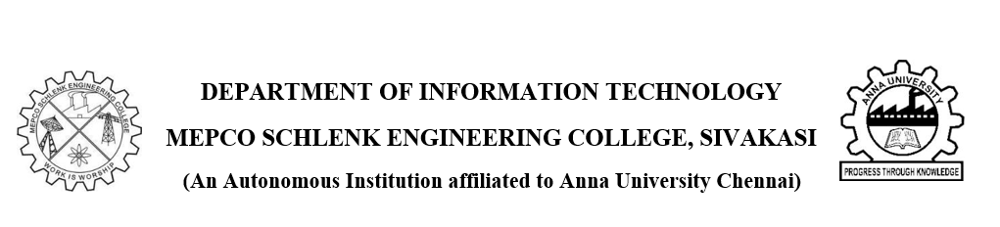 MEPCO SCHLENK ENGINEERING COLLEGE
WORK IS WORSHIP
DEPARTMENT OF INFORMATION TECHNOLOGY
MEPCO SCHLENK ENGINEERING COLLEGE, SIVAKASI
(An Autonomous Institution affiliated to Anna University Chennai)
ANNA UNIVERSITY
PROGRESS THROUGH KNOWLEDGE